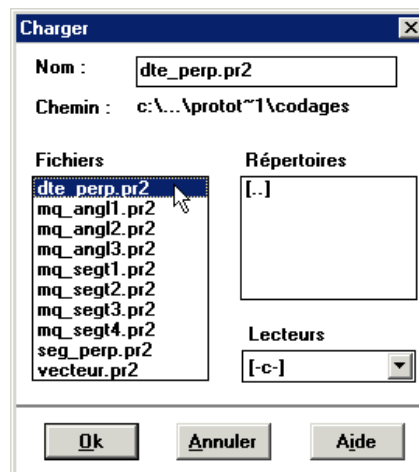 Charger
Nom : dte_perp.pr2
Chemin : c:\...\protot~1\codages
Fichiers
dte_perp.pr2
mq_angl1.pr2
mq_angl2.pr2
mq_angl3.pr2
mq_segt1.pr2
mq_segt2.pr2
mq_segt3.pr2
mq_segt4.pr2
seg_perp.pr2
vecteur.pr2
Répertoires
[..]
Lecteurs
[-c-]
Ok Annuler Aide